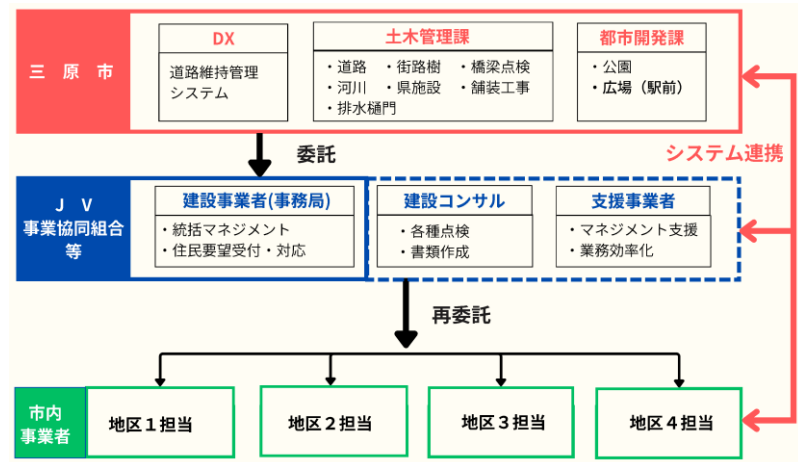 三 原 市
DX
道路維持管理
システム
土木管理課
・道路 ・街路樹 ・橋梁点検
・河川 ・県施設 ・舗装工事
・排水樋門
都市開発課
・公園
・広場（駅前）
委託
システム連携
Ｊ Ｖ
事業協同組合
等
建設事業者(事務局)
・統括マネジメント
・住民要望受付・対応
建設コンサル
・各種点検
・書類作成
支援事業者
・マネジメント支援
・業務効率化
再委託
市内
事業者
地区１担当
地区２担当
地区３担当
地区４担当